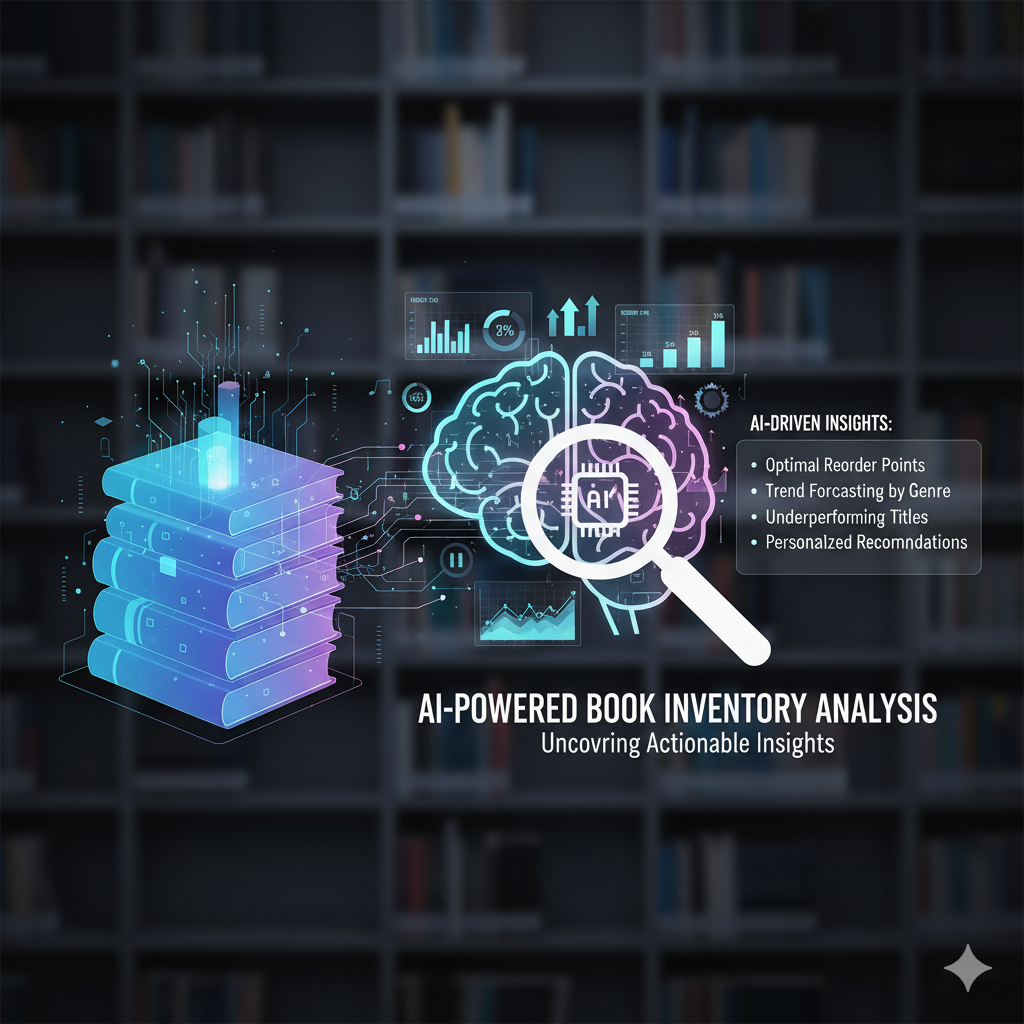 3%
AI
AI-DRIVEN INSIGHTS:
• Optimal Reorder Points
• Trend Forcasting by Genre
• Underperforming Titles
• Personalzed Recomndations
AI-POWERED BOOK INVENTORY ANALYSIS
Uncovring Actionable Insights